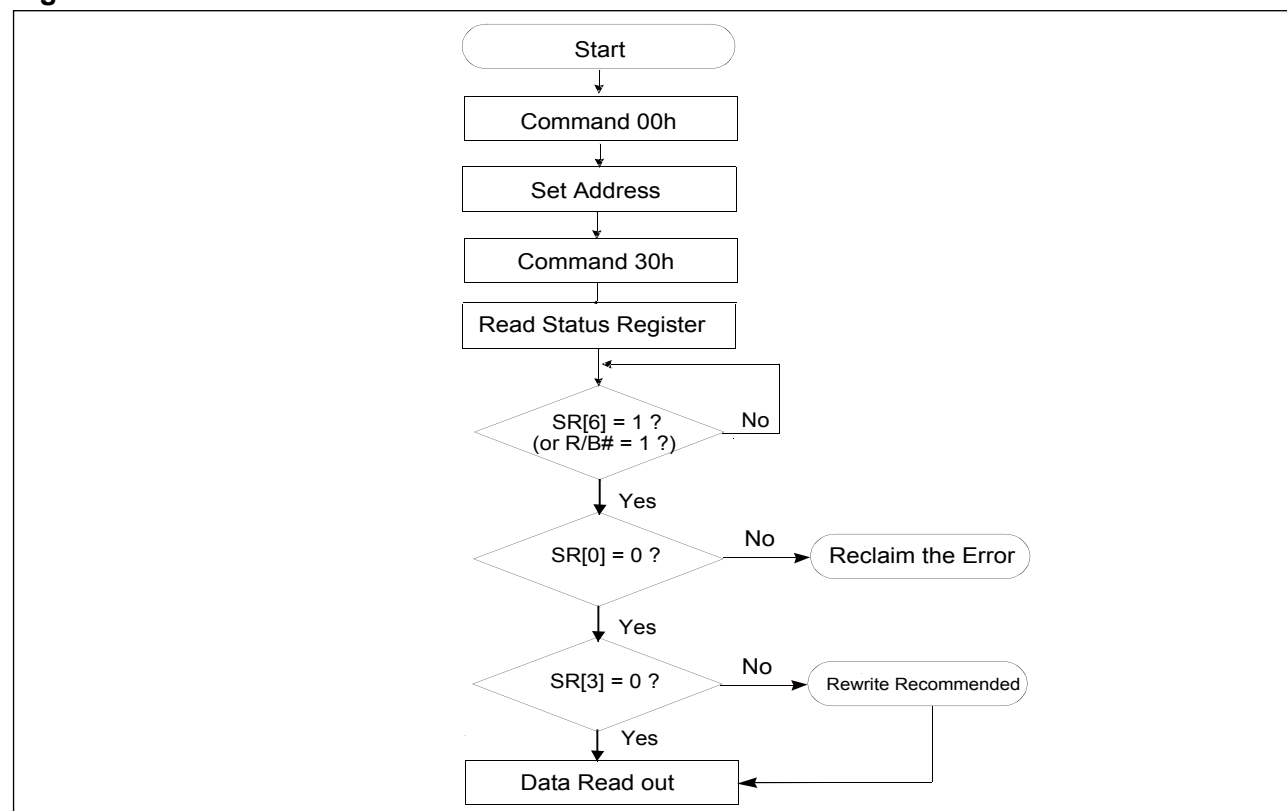 Start
Command 00h
Set Address
Command 30h
Read Status Register
SR[6] = 1 ?
(or R/B# = 1 ?)
No
Yes
SR[0] = 0 ?
No
Reclaim the Error
Yes
SR[3] = 0 ?
No
Rewrite Recommended
Yes
Data Read out